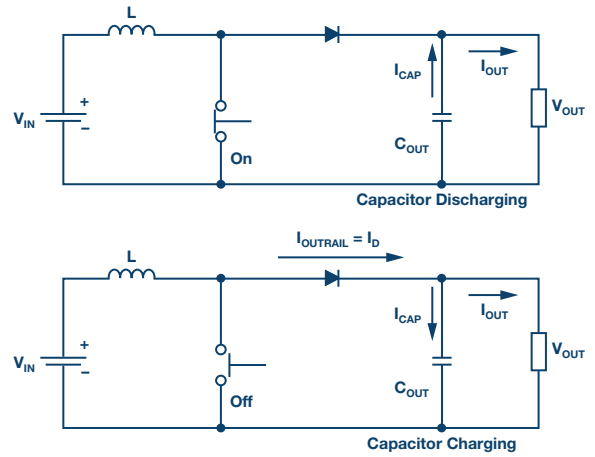 L
I_CAP
I_OUT
V_IN
+
–
V_OUT
C_OUT
On
Capacitor Discharging
I_OUTRAIL = I_D
L
I_CAP
I_OUT
V_IN
+
–
V_OUT
C_OUT
Off
Capacitor Charging